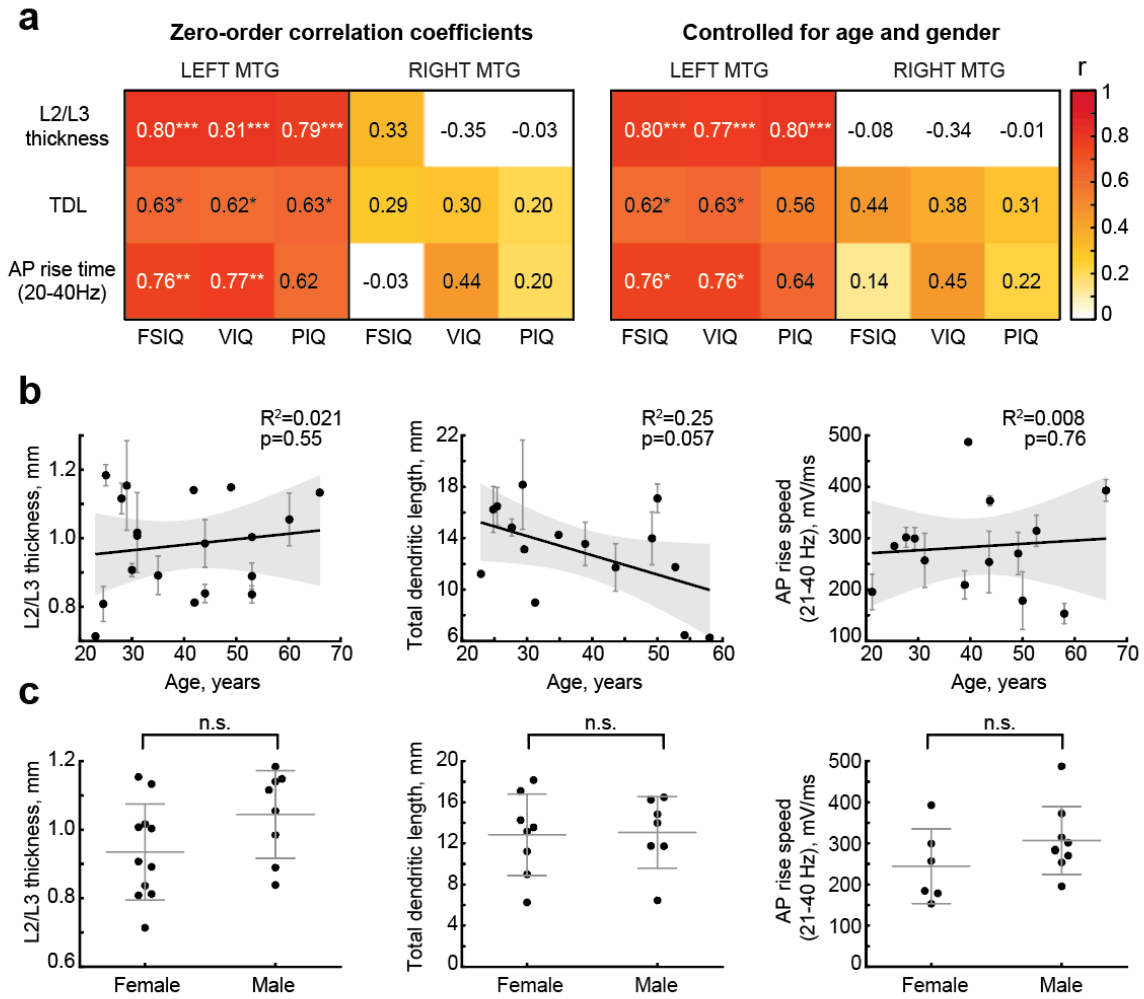 a
Zero-order correlation coefficients
Controlled for age and gender
LEFT MTG RIGHT MTG LEFT MTG RIGHT MTG r
L2/L3 thickness 0.80*** 0.81*** 0.79*** 0.33 -0.35 -0.03 0.80*** 0.77*** 0.80*** -0.08 -0.34 -0.01
TDL 0.63* 0.62* 0.63* 0.29 0.30 0.20 0.62* 0.63* 0.56 0.44 0.38 0.31
AP rise time (20-40Hz) 0.76** 0.77** 0.62 -0.03 0.44 0.20 0.76* 0.76* 0.64 0.14 0.45 0.22
FSIQ VIQ PIQ FSIQ VIQ PIQ FSIQ VIQ PIQ FSIQ VIQ PIQ
1
0.8
0.6
0.4
0.2
0
b
L2/L3 thickness, mm
1.2
1.0
0.8
R²=0.021
p=0.55
20 30 40 50 60 70
Age, years
Total dendritic length, mm
22
18
14
10
6
R²=0.25
p=0.057
20 30 40 50 60
Age, years
AP rise speed
(21-40 Hz), mV/ms
500
400
300
200
100
R²=0.008
p=0.76
20 30 40 50 60 70
Age, years
c
L2/L3 thickness, mm
1.2
1.0
0.8
0.6
n.s.
Female Male
Total dendritic length, mm
20
16
12
8
4
0
n.s.
Female Male
AP rise speed
(21-40 Hz), mV/ms
500
400
300
200
100
0
n.s.
Female Male